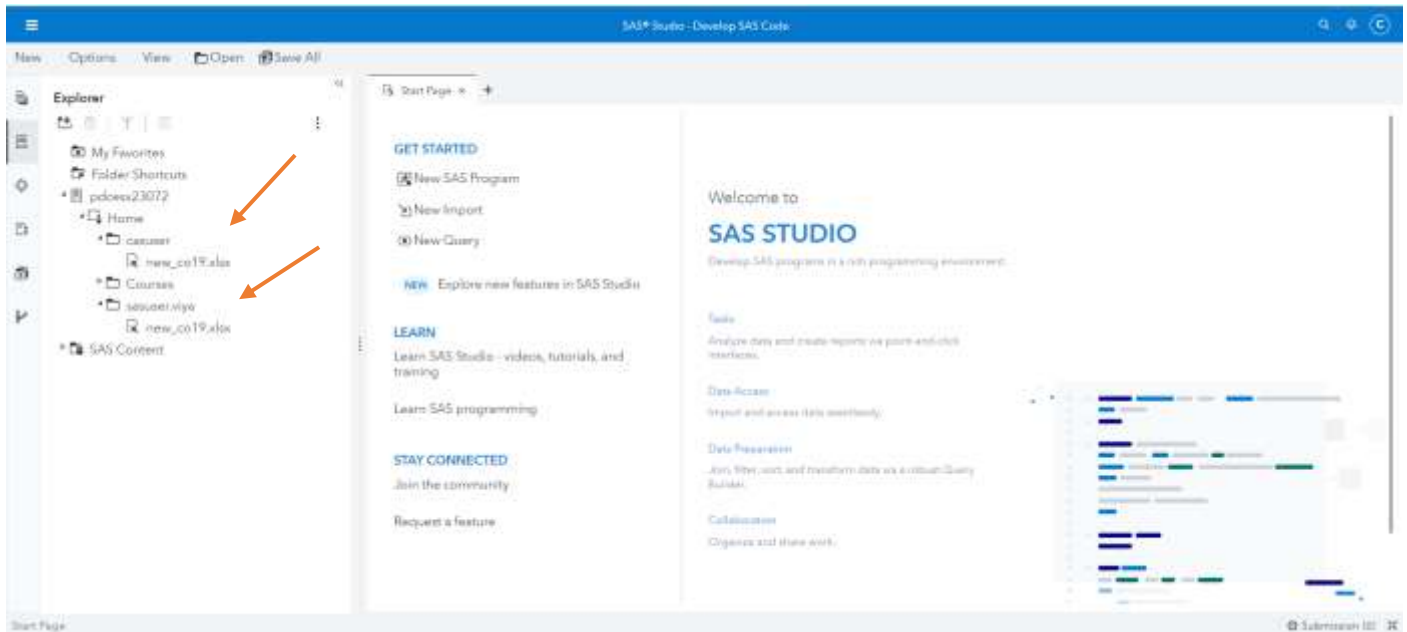 SAS® Studio - Develop SAS Code
C
New Options View Open Save All
Explorer
My Favorites
Folder Shortcuts
Home
casuser
new_co19.xlsx
Courses
sasuser.viya
new_co19.xlsx
SAS Content
Start Page
GET STARTED
New SAS Program
New Import
New Query
NEW Explore new features in SAS Studio
LEARN
Learn SAS Studio - videos, tutorials, and
training
Learn SAS programming
STAY CONNECTED
Join the community
Request a feature
Welcome to
SAS STUDIO
Develop SAS programs in a rich programming environment.
Tasks
Analyze data and create reports via point-and-click
interfaces.
Data Access
Import and access data seamlessly.
Data Preparation
Join, filter, sort, and transform data via a robust Query
Builder.
Collaboration
Organize and share work.
Start Page
Submission (0)